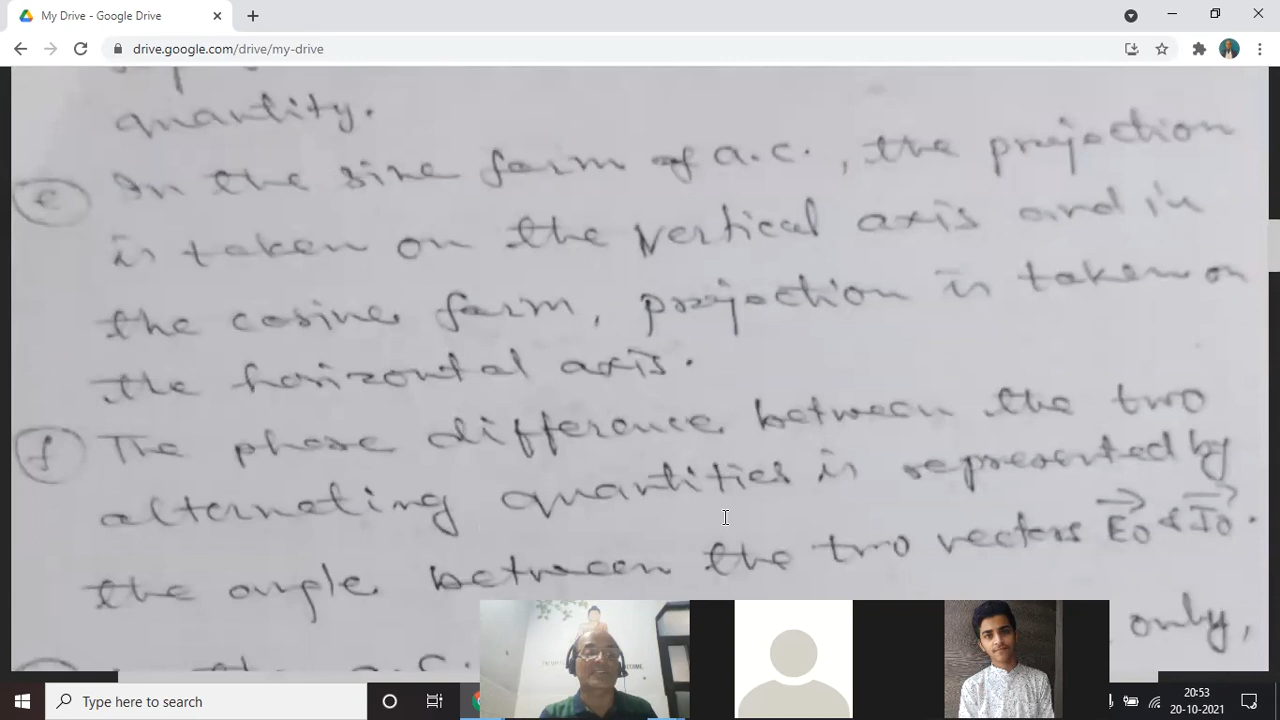 My Drive - Google Drive
drive.google.com/drive/my-drive
quantity.
(e) In the sine form of a.c., the projection
is taken on the vertical axis and in
the cosine form, projection is taken on
the horizontal axis.
(f) The phase difference between the two
alternating quantities is represented by
the angle between the two vectors E0 & I0.
only,
a.c.
Type here to search
20:53
20-10-2021